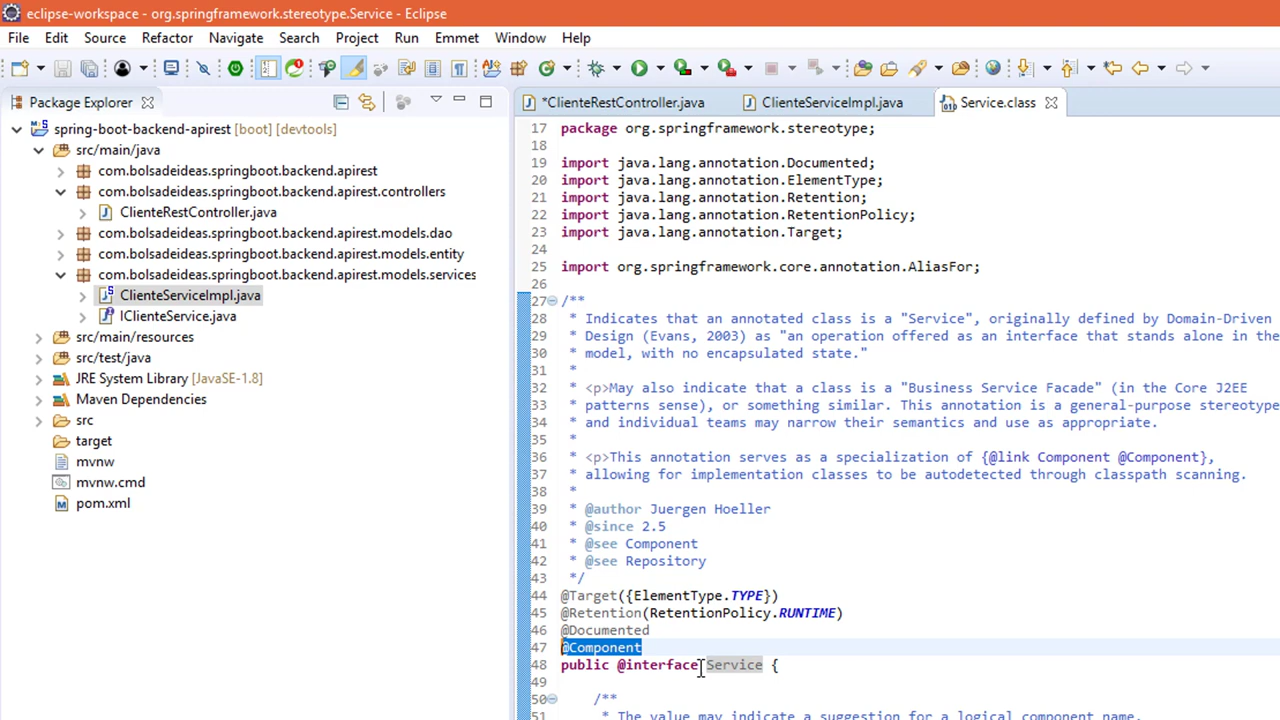 eclipse-workspace - org.springframework.stereotype.Service - Eclipse
File Edit Source Refactor Navigate Search Project Run Emmet Window Help
Package Explorer
spring-boot-backend-apirest [boot] [devtools]
src/main/java
com.bolsadeideas.springboot.backend.apirest
com.bolsadeideas.springboot.backend.apirest.controllers
ClienteRestController.java
com.bolsadeideas.springboot.backend.apirest.models.dao
com.bolsadeideas.springboot.backend.apirest.models.entity
com.bolsadeideas.springboot.backend.apirest.models.services
ClienteServiceImpl.java
IClienteService.java
src/main/resources
src/test/java
JRE System Library [JavaSE-1.8]
Maven Dependencies
src
target
mvnw
mvnw.cmd
pom.xml
*ClienteRestController.java ClienteServiceImpl.java Service.class
17 package org.springframework.stereotype;
18
19 import java.lang.annotation.Documented;
20 import java.lang.annotation.ElementType;
21 import java.lang.annotation.Retention;
22 import java.lang.annotation.RetentionPolicy;
23 import java.lang.annotation.Target;
24
25 import org.springframework.core.annotation.AliasFor;
26
27 /**
28 * Indicates that an annotated class is a "Service", originally defined by Domain-Driven
29 * Design (Evans, 2003) as "an operation offered as an interface that stands alone in the
30 * model, with no encapsulated state."
31 *
32 * <p>May also indicate that a class is a "Business Service Facade" (in the Core J2EE
33 * patterns sense), or something similar. This annotation is a general-purpose stereotype
34 * and individual teams may narrow their semantics and use as appropriate.
35 *
36 * <p>This annotation serves as a specialization of {@link Component @Component},
37 * allowing for implementation classes to be autodetected through classpath scanning.
38 *
39 * @author Juergen Hoeller
40 * @since 2.5
41 * @see Component
42 * @see Repository
43 */
44 @Target({ElementType.TYPE})
45 @Retention(RetentionPolicy.RUNTIME)
46 @Documented
47 @Component
48 public @interface Service {
49
50 /**
51 * The value may indicate a suggestion for a logical component name,